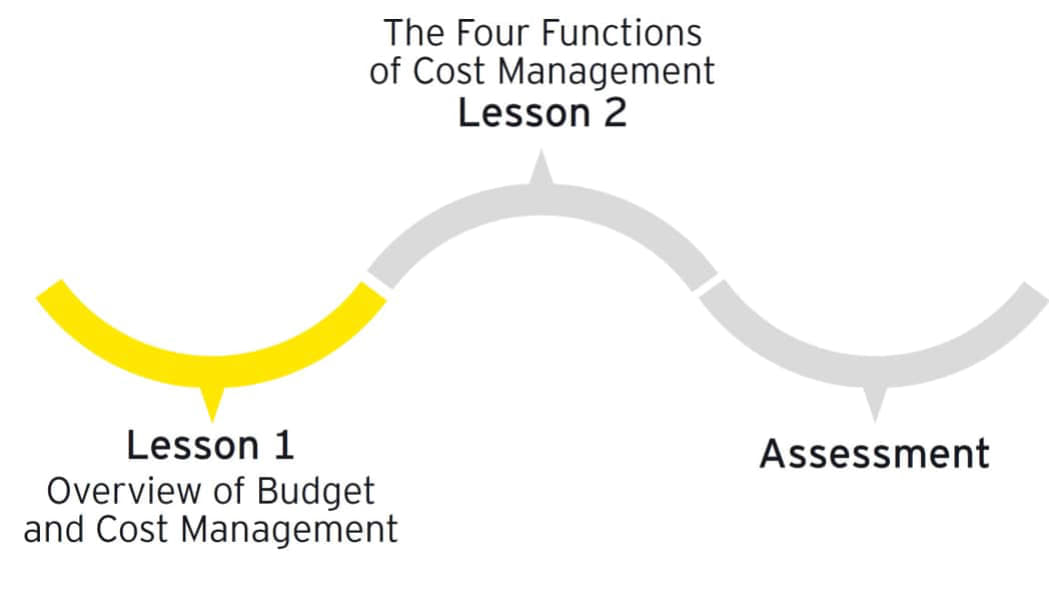 The Four Functions
of Cost Management
Lesson 2
Lesson 1
Overview of Budget
and Cost Management
Assessment